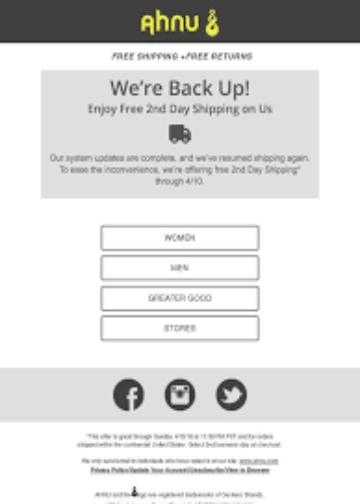 Ahnu
FREE SHIPPING + FREE RETURNS
We're Back Up!
Enjoy Free 2nd Day Shipping on Us
Our system updates are complete, and we've resumed shipping again.
To ease the inconvenience, we're offering free 2nd Day Shipping*
through 4/10.
WOMEN
MEN
GREATER GOOD
STORES
*This offer is good through Sunday 4/10/16 at 11:59 PM PST and for orders
shipped within the continental United States. Select 2nd business day at checkout.
We only send emails to individuals who have opted in at our site: www.ahnu.com
Privacy Policy Update Your Account Unsubscribe View in Browser
AHNU and the logo are registered trademarks of Deckers Brands.